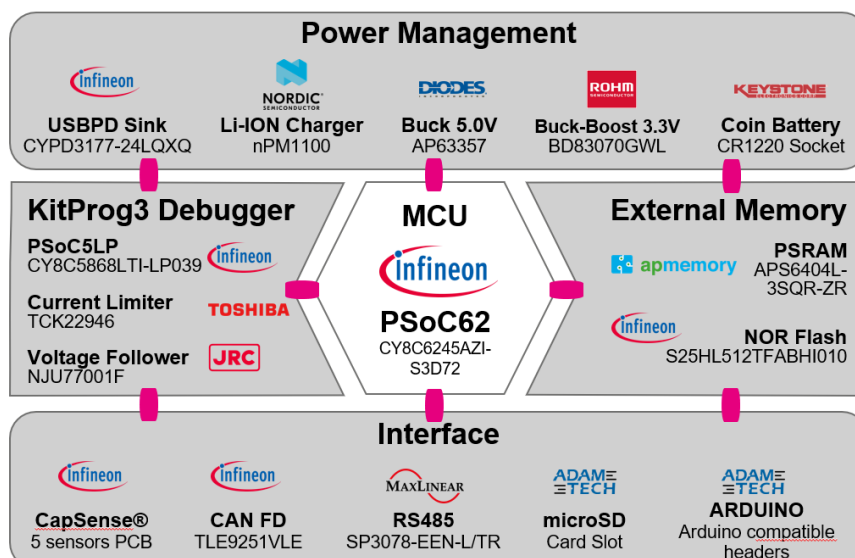 Power Management
infineon
NORDIC®
SEMICONDUCTOR
DIODES
INCORPORATED
ROHM
SEMICONDUCTOR
KEYSTONE
ELECTRONICS CORP.
USBPD Sink
CYPD3177-24LQXQ
Li-ION Charger
nPM1100
Buck 5.0V
AP63357
Buck-Boost 3.3V
BD83070GWL
Coin Battery
CR1220 Socket
KitProg3 Debugger
PSoC5LP
CY8C5868LTI-LP039
infineon
Current Limiter
TCK22946
TOSHIBA
Voltage Follower
NJU77001F
JRC
MCU
infineon
PSoC62
CY8C6245AZI-
S3D72
External Memory
apmemory
PSRAM
APS6404L-
3SQR-ZR
infineon
NOR Flash
S25HL512TFABHI010
Interface
infineon
CapSense®
5 sensors PCB
infineon
CAN FD
TLE9251VLE
MAXLINEAR
RS485
SP3078-EEN-L/TR
ADAM
TECH
microSD
Card Slot
ADAM
TECH
ARDUINO
Arduino compatible
headers